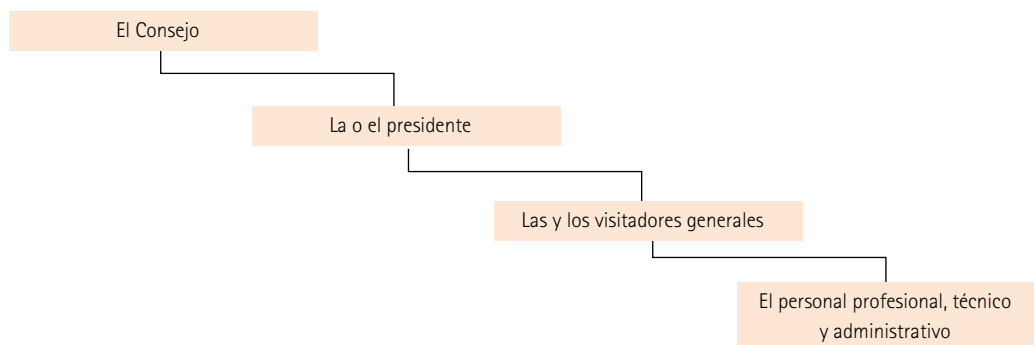 El Consejo
La o el presidente
Las y los visitadores generales
El personal profesional, técnico
y administrativo